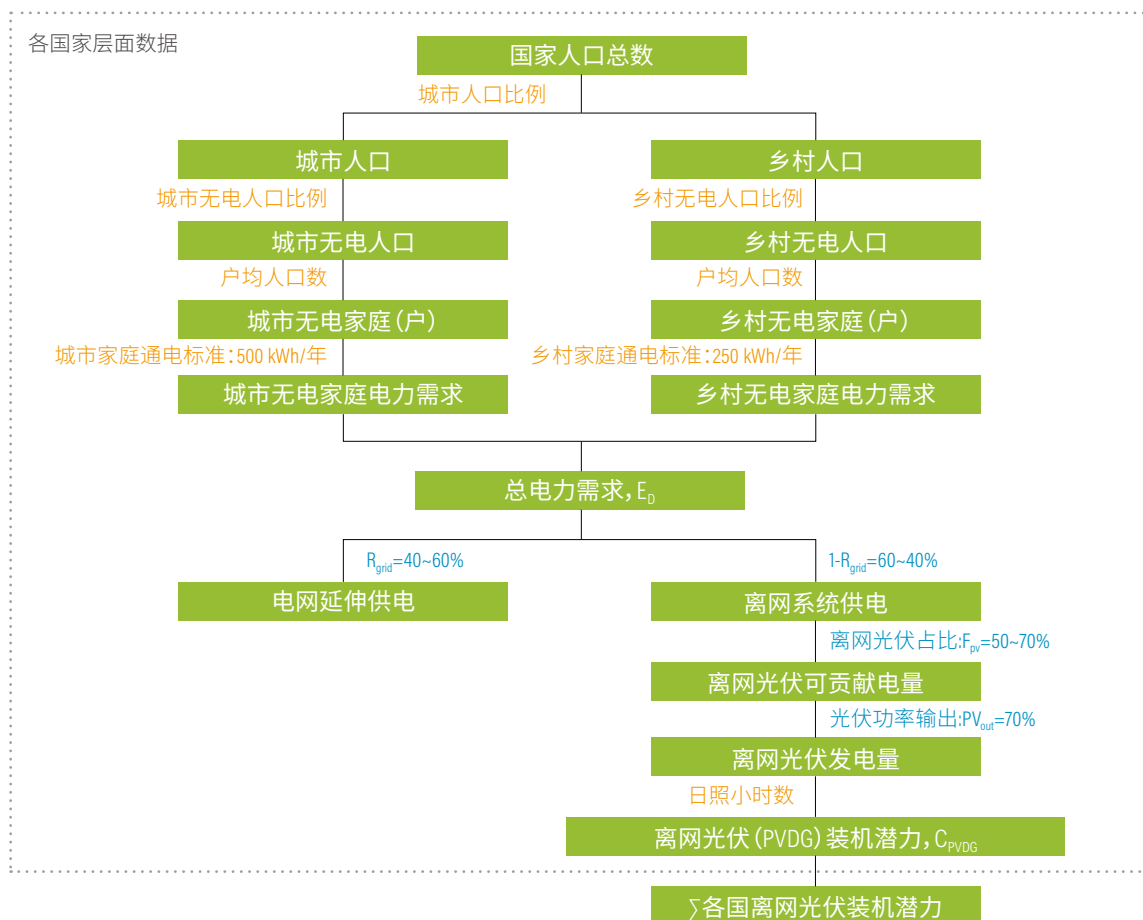 各国家层面数据
国家人口总数
城市人口比例
城市人口
乡村人口
城市无电人口比例
乡村无电人口比例
城市无电人口
乡村无电人口
户均人口数
户均人口数
城市无电家庭(户)
乡村无电家庭(户)
城市家庭通电标准:500 kWh/年
乡村家庭通电标准:250 kWh/年
城市无电家庭电力需求
乡村无电家庭电力需求
总电力需求,E_D
R_grid=40~60%
1-R_grid=60~40%
电网延伸供电
离网系统供电
离网光伏占比:F_pv=50~70%
离网光伏可贡献电量
光伏功率输出:PV_out=70%
离网光伏发电量
日照小时数
离网光伏(PVDG)装机潜力,C_PVDG
∑各国离网光伏装机潜力